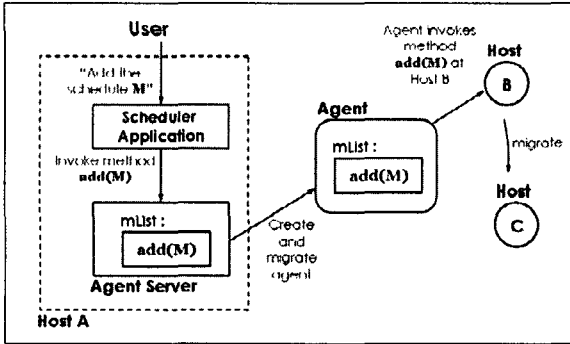 User
"Add the
schedule M"
Scheduler
Application
Invoke method
add(M)
mList :
add(M)
Agent Server
Host A
Create
and
migrate
agent
Agent
mList :
add(M)
Agent invokes
method
add(M) at
Host B
Host
B
migrate
Host
C